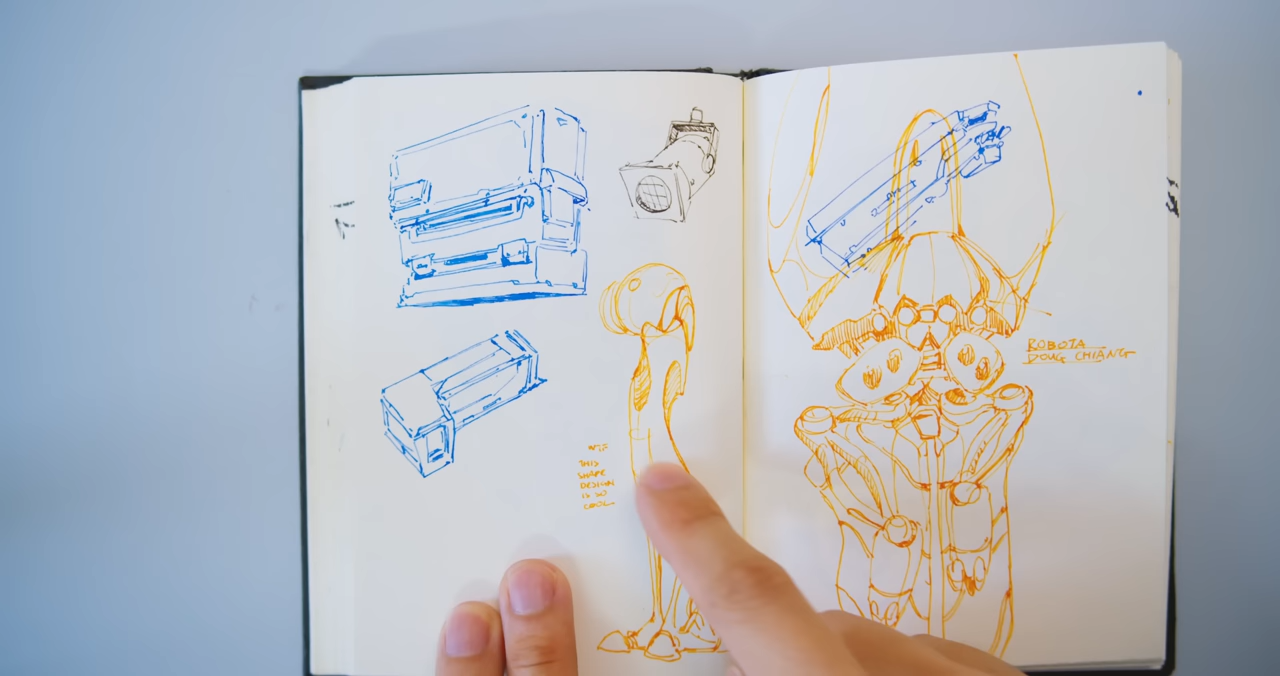 WTF
THIS
SHAPE
DESIGN
IS SO
COOL
ROBOTA
DOUG CHIANG